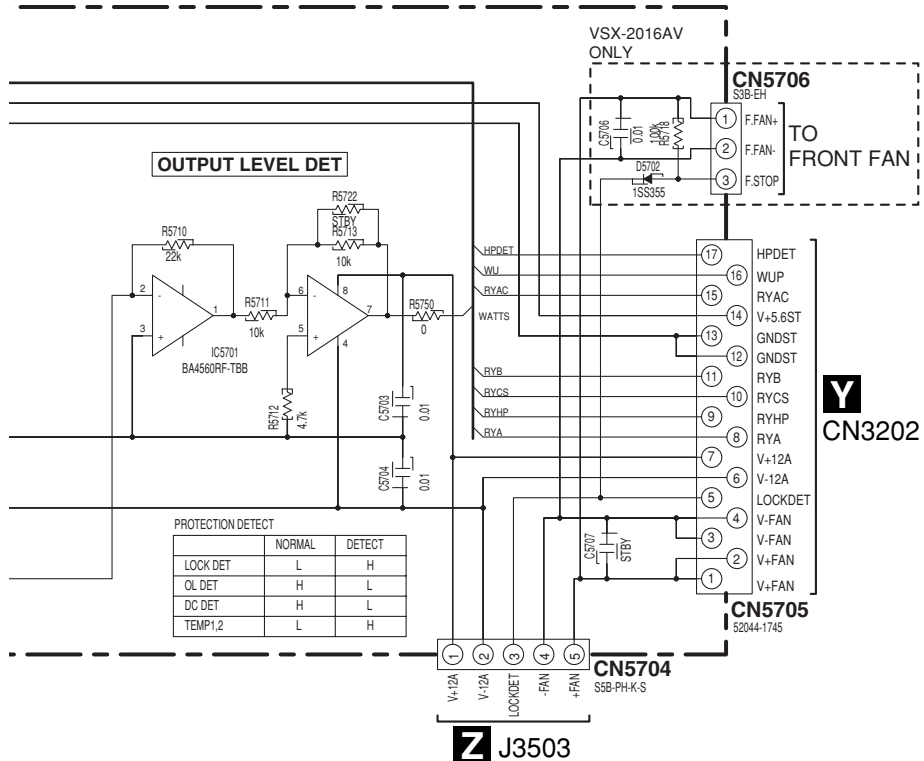 VSX-2016AV
ONLY
CN5706
S3B-EH
1 F.FAN+
2 F.FAN-
3 F.STOP
TO
FRONT FAN
C5706
0.01
100k
R5718
D5702
1SS355
OUTPUT LEVEL DET
R5710
22k
R5722
STBY
R5713
10k
2 -
3 +
1
R5711
10k
IC5701
BA4560RF-TBB
6 -
5 +
8
7
4
R5750
0
R5712
4.7k
C5703
0.01
C5704
0.01
HPDET
WU
RYAC
WATTS
RYB
RYCS
RYHP
RYA
17 HPDET
16 WUP
15 RYAC
14 V+5.6ST
13 GNDST
12 GNDST
11 RYB
10 RYCS
9 RYHP
8 RYA
7 V+12A
6 V-12A
5 LOCKDET
4 V-FAN
3 V-FAN
2 V+FAN
1 V+FAN
Y
CN3202
CN5705
52044-1745
C5707
STBY
PROTECTION DETECT
NORMAL DETECT
LOCK DET L H
OL DET H L
DC DET H L
TEMP1,2 L H
1 2 3 4 5
V+12A
V-12A
LOCKDET
-FAN
+FAN
CN5704
S5B-PH-K-S
Z J3503